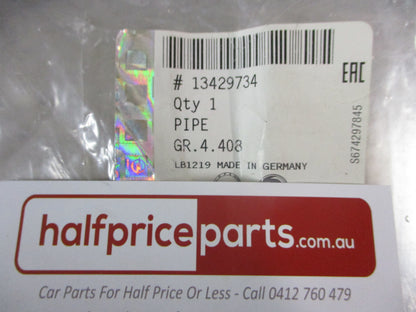 # 13429734
Qty 1
PIPE
GR.4.408
LB1219 MADE IN GERMANY
EAC
S674297845
halfpriceparts.com.au
Car Parts For Half Price Or Less - Call 0412 760 479